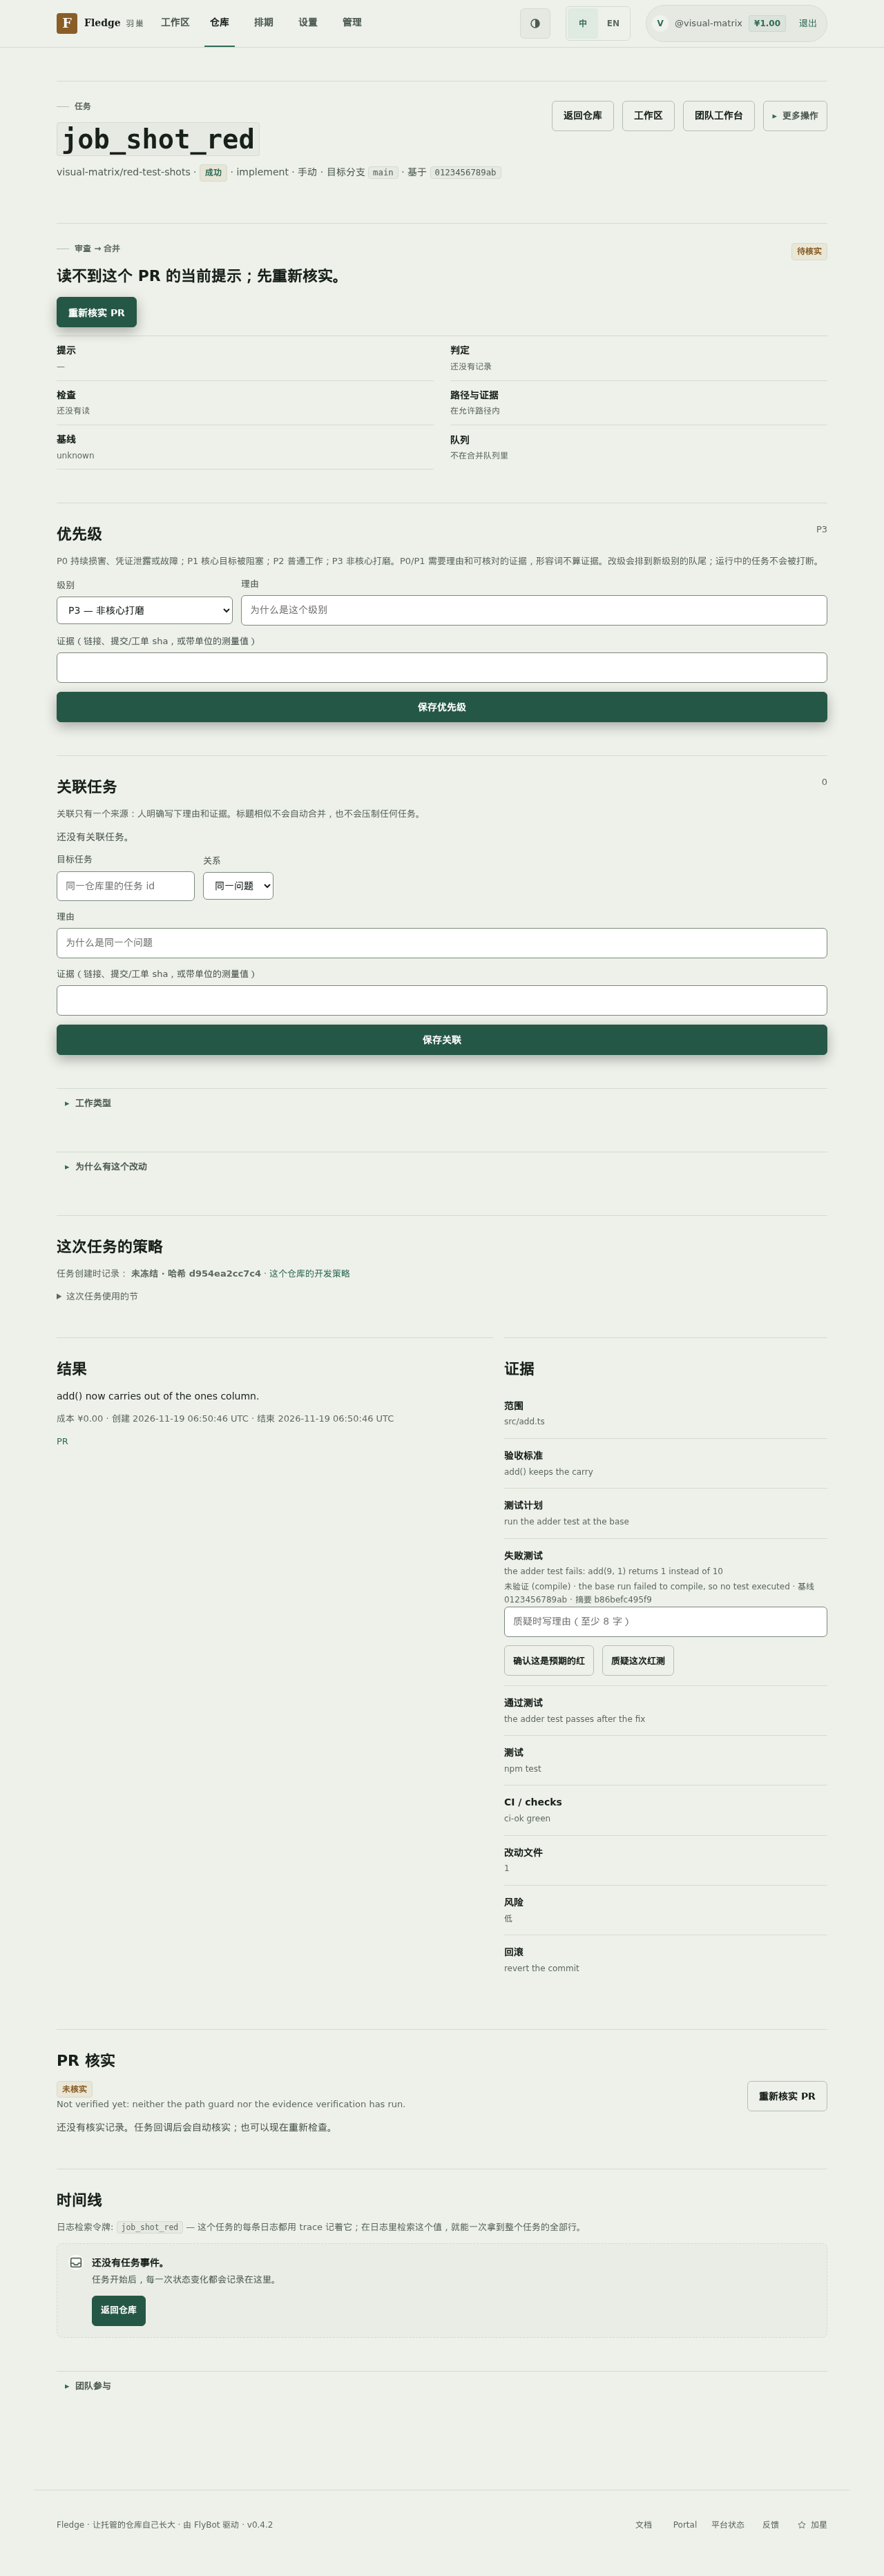 F Fledge 羽巢 工作区 仓库 排期 设置 管理 中 EN V @visual-matrix ¥1.00 退出
任务
返回仓库 工作区 团队工作台 ▸ 更多操作
job_shot_red
visual-matrix/red-test-shots · 成功 · implement · 手动 · 目标分支 main · 基于 0123456789ab
审查 → 合并
待核实
读不到这个 PR 的当前提示；先重新核实。
重新核实 PR
提示
—
判定
还没有记录
检查
还没有读
路径与证据
在允许路径内
基线
unknown
队列
不在合并队列里
优先级
P3
P0 持续损害、凭证泄露或故障；P1 核心目标被阻塞；P2 普通工作；P3 非核心打磨。P0/P1 需要理由和可核对的证据，形容词不算证据。改级会排到新级别的队尾；运行中的任务不会被打断。
级别
P3 — 非核心打磨
理由
为什么是这个级别
证据（链接、提交/工单 sha，或带单位的测量值）
保存优先级
关联任务
0
关联只有一个来源：人明确写下理由和证据。标题相似不会自动合并，也不会压制任何任务。
还没有关联任务。
目标任务
同一仓库里的任务 id
关系
同一问题
理由
为什么是同一个问题
证据（链接、提交/工单 sha，或带单位的测量值）
保存关联
▸ 工作类型
▸ 为什么有这个改动
这次任务的策略
任务创建时记录： 未冻结 · 哈希 d954ea2cc7c4 · 这个仓库的开发策略
▶ 这次任务使用的节
结果
add() now carries out of the ones column.
成本 ¥0.00 · 创建 2026-11-19 06:50:46 UTC · 结束 2026-11-19 06:50:46 UTC
PR
证据
范围
src/add.ts
验收标准
add() keeps the carry
测试计划
run the adder test at the base
失败测试
the adder test fails: add(9, 1) returns 1 instead of 10
未验证 (compile) · the base run failed to compile, so no test executed · 基线
0123456789ab · 摘要 b86befc495f9
质疑时写理由（至少 8 字）
确认这是预期的红 质疑这次红测
通过测试
the adder test passes after the fix
测试
npm test
CI / checks
ci-ok green
改动文件
1
风险
低
回滚
revert the commit
PR 核实
未核实
重新核实 PR
Not verified yet: neither the path guard nor the evidence verification has run.
还没有核实记录。任务回调后会自动核实；也可以现在重新检查。
时间线
日志检索令牌: job_shot_red — 这个任务的每条日志都用 trace 记着它；在日志里检索这个值，就能一次拿到整个任务的全部行。
还没有任务事件。
任务开始后，每一次状态变化都会记录在这里。
返回仓库
▸ 团队参与
Fledge · 让托管的仓库自己长大 · 由 FlyBot 驱动 · v0.4.2 文档 Portal 平台状态 反馈 ☆ 加星